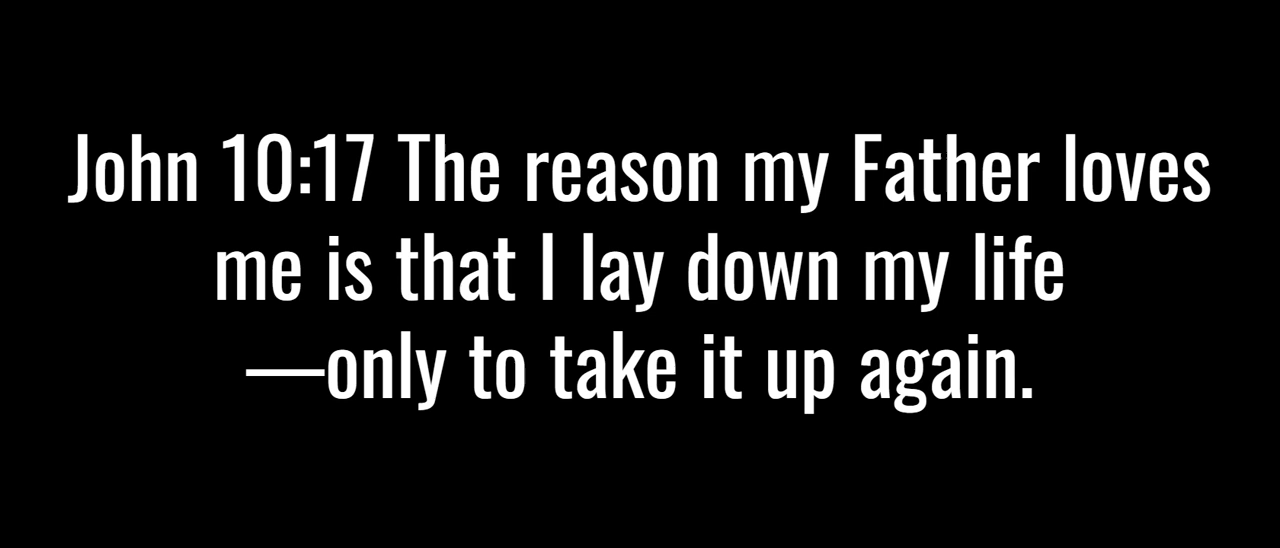 John 10:17 The reason my Father loves
me is that I lay down my life
—only to take it up again.